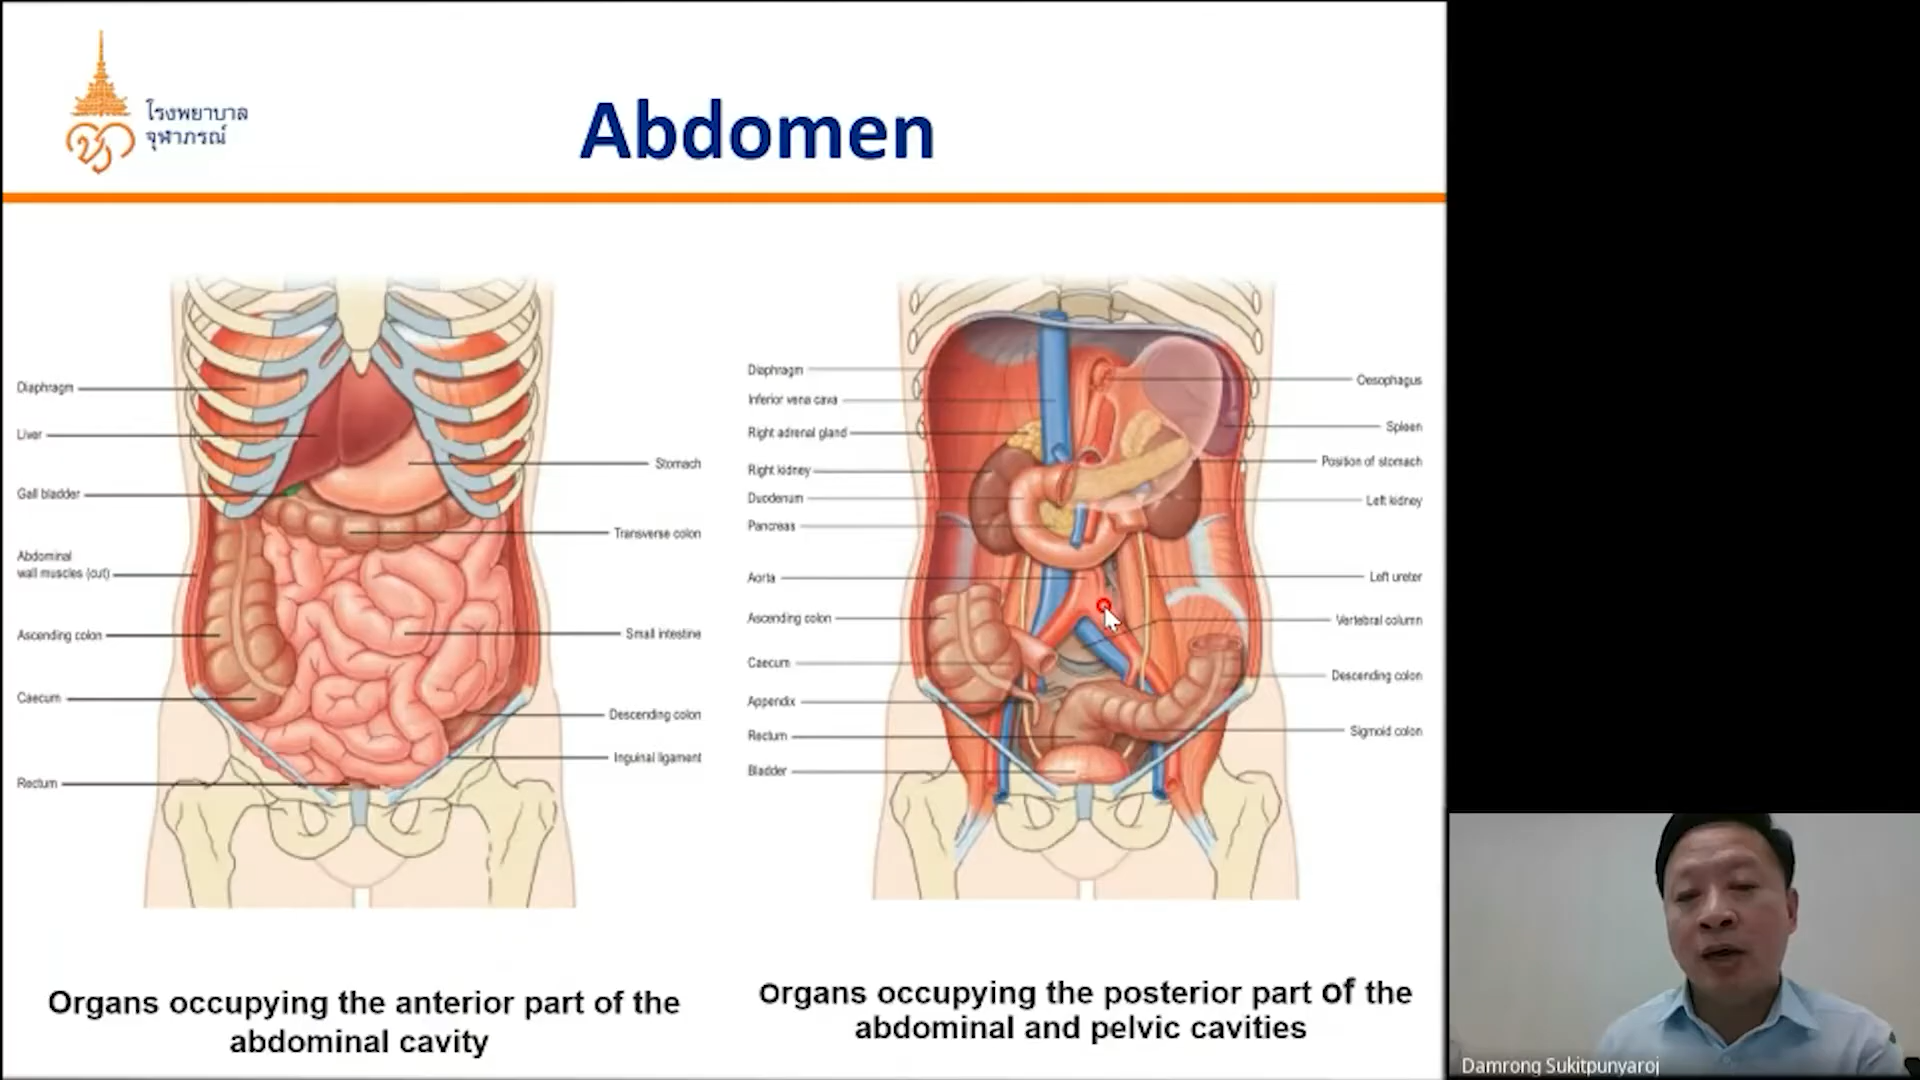 โรงพยาบาล
จุฬาภรณ์
Abdomen
Diaphragm
Liver
Gall bladder
Abdominal
wall muscles (cut)
Ascending colon
Caecum
Rectum
Stomach
Transverse colon
Small intestine
Descending colon
Inguinal ligament
Organs occupying the anterior part of the
abdominal cavity
Diaphragm
Inferior vena cava
Right adrenal gland
Right kidney
Duodenum
Pancreas
Aorta
Ascending colon
Caecum
Appendix
Rectum
Bladder
Oesophagus
Spleen
Position of stomach
Left kidney
Left ureter
Vertebral column
Descending colon
Sigmoid colon
Organs occupying the posterior part of the
abdominal and pelvic cavities
Damrong Sukitpunyaroj